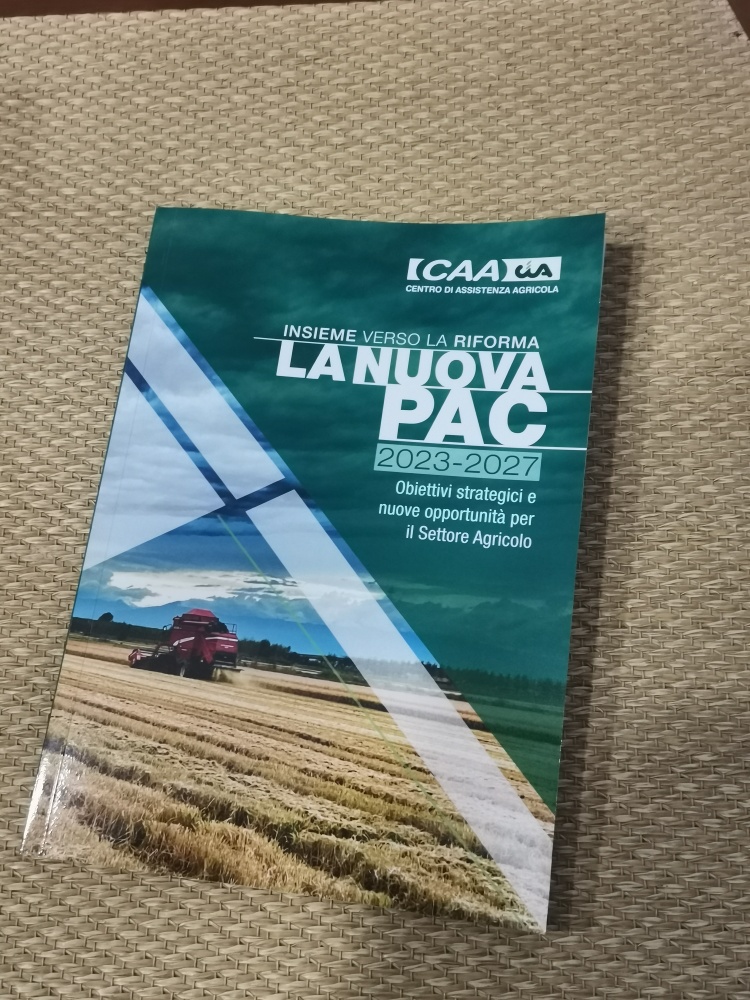 CAA CIA
CENTRO DI ASSISTENZA AGRICOLA
INSIEME VERSO LA RIFORMA
LA NUOVA
PAC
2023-2027
Obiettivi strategici e
nuove opportunità per
il Settore Agricolo